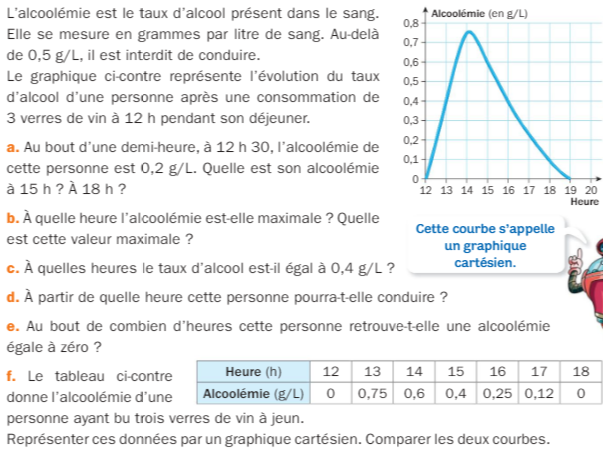 L'alcoolémie est le taux d'alcool présent dans le sang.
Elle se mesure en grammes par litre de sang. Au-delà
de 0,5 g/L, il est interdit de conduire.
Le graphique ci-contre représente l'évolution du taux
d'alcool d'une personne après une consommation de
3 verres de vin à 12 h pendant son déjeuner.
a. Au bout d'une demi-heure, à 12 h 30, l'alcoolémie de
cette personne est 0,2 g/L. Quelle est son alcoolémie
à 15 h ? À 18 h ?
b. À quelle heure l'alcoolémie est-elle maximale ? Quelle
est cette valeur maximale ?
c. À quelles heures le taux d'alcool est-il égal à 0,4 g/L ?
d. À partir de quelle heure cette personne pourra-t-elle conduire ?
e. Au bout de combien d'heures cette personne retrouve-t-elle une alcoolémie
égale à zéro ?
Alcoolémie (en g/L)
0,8
0,7
0,6
0,5
0,4
0,3
0,2
0,1
0
12 13 14 15 16 17 18 19 20
Heure
Cette courbe s'appelle
un graphique
cartésien.
f. Le tableau ci-contre
donne l'alcoolémie d'une
personne ayant bu trois verres de vin à jeun.
Heure (h) 12 13 14 15 16 17 18
Alcoolémie (g/L) 0 0,75 0,6 0,4 0,25 0,12 0
Représenter ces données par un graphique cartésien. Comparer les deux courbes.